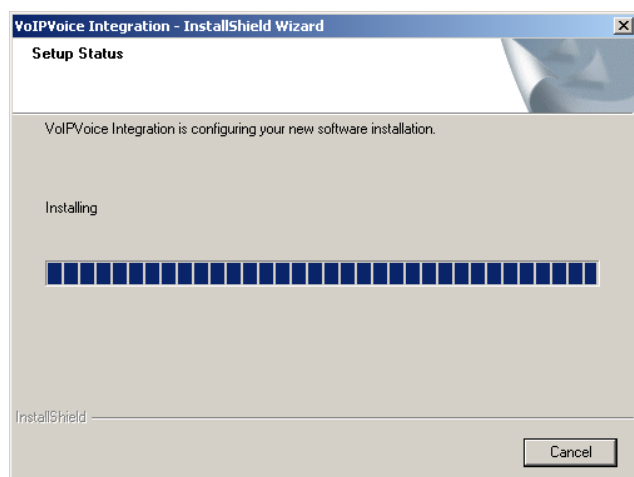 VoIPVoice Integration - InstallShield Wizard
Setup Status
VoIPVoice Integration is configuring your new software installation.
Installing
InstallShield
Cancel